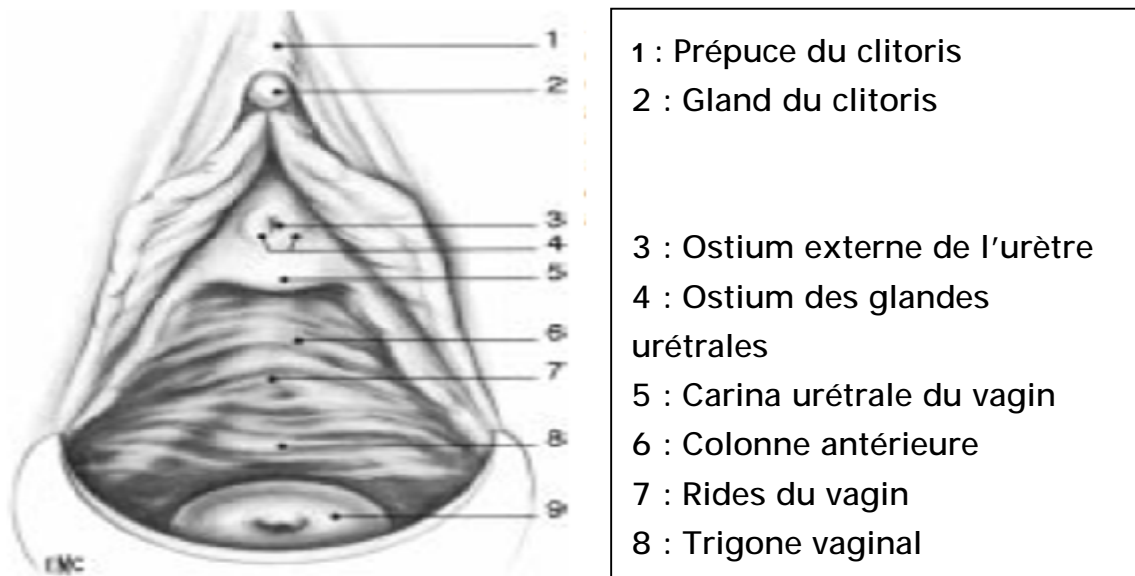 1
2
3
4
5
6
7
8
9
EMC
1 : Prépuce du clitoris
2 : Gland du clitoris
3 : Ostium externe de l'urètre
4 : Ostium des glandes
urétrales
5 : Carina urétrale du vagin
6 : Colonne antérieure
7 : Rides du vagin
8 : Trigone vaginal